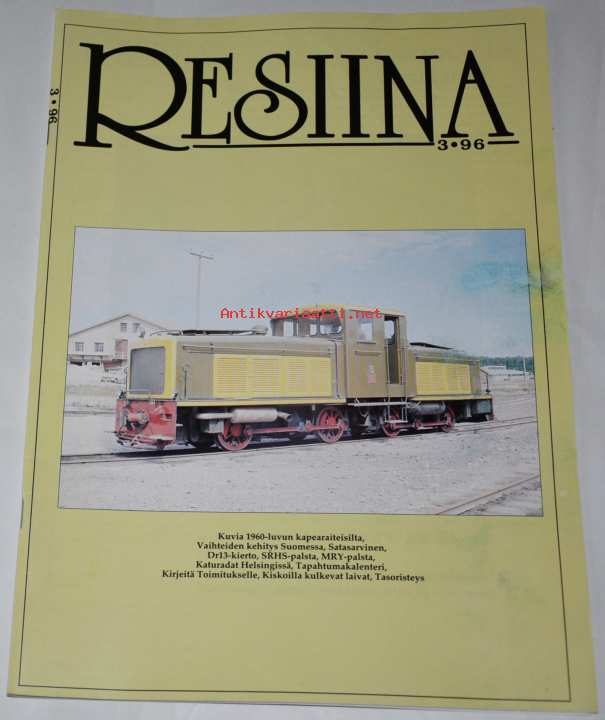 3•96
RESIINA
3•96
Antikvariaatti.net
Kuvia 1960-luvun kapearaiteisilta,
Vaihteiden kehitys Suomessa, Satasarvinen,
Dr13-kierto, SRHS-palsta, MRY-palsta,
Katuradat Helsingissä, Tapahtumakalenteri,
Kirjeitä Toimitukselle, Kiskoilla kulkevat laivat, Tasoristeys